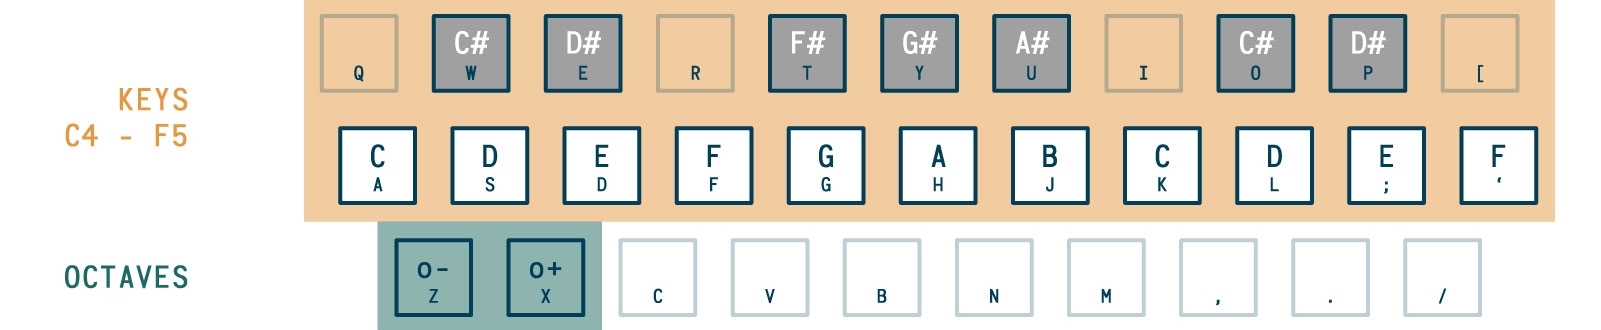 Q
C# W
D# E
R
F# T
G# Y
A# U
I
C# O
D# P
[
KEYS
C4 - F5
C A
D S
E D
F F
G G
A H
B J
C K
D L
E ;
F ‘
OCTAVES
o- Z
o+ X
C
V
B
N
M
,
.
/